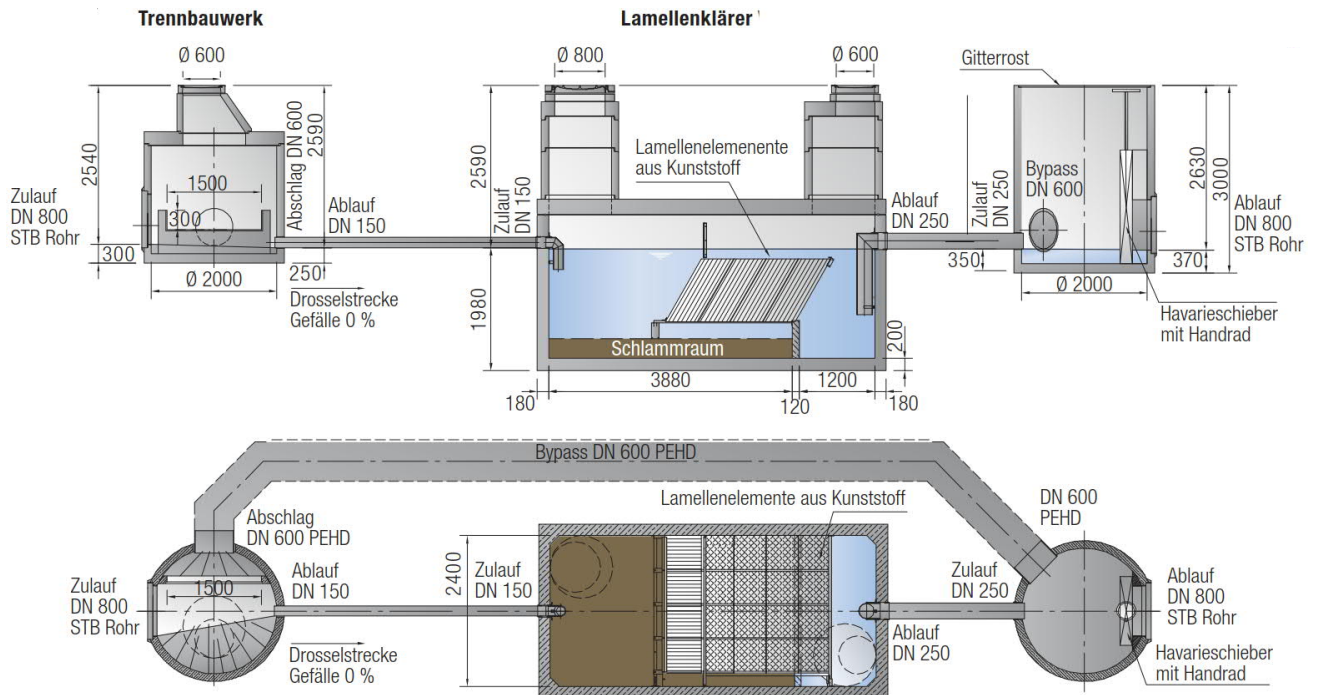 Trennbauwerk
Lamellenklärer
Ø 600
Ø 800
Ø 600
Gitterrost
2540
Abschlag DN 600
2590
2590
Zulauf
DN 150
Lamellenelemenente
aus Kunststoff
Ablauf
DN 250
Zulauf
DN 250
Bypass
DN 600
2630
3000
Zulauf
DN 800
STB Rohr
1500
300
Ablauf
DN 150
Ablauf
DN 800
STB Rohr
300
250
350
370
Ø 2000
Drosselstrecke
Gefälle 0 %
1980
Schlammraum
200
Ø 2000
Havarieschieber
mit Handrad
3880
1200
180
120
180
Bypass DN 600 PEHD
Abschlag
DN 600 PEHD
Lamellenelemente aus Kunststoff
DN 600
PEHD
Zulauf
DN 800
STB Rohr
1500
Ablauf
DN 150
2400
Zulauf
DN 150
Zulauf
DN 250
Ablauf
DN 800
STB Rohr
Drosselstrecke
Gefälle 0 %
Ablauf
DN 250
Havarieschieber
mit Handrad